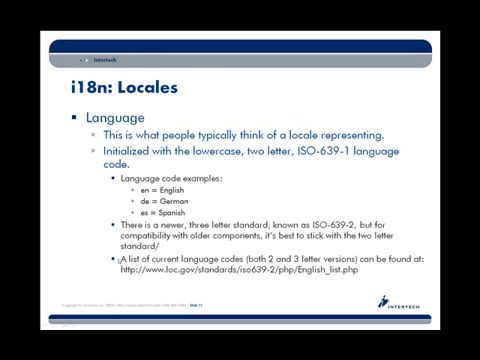 Intertech
i18n: Locales
Language
This is what people typically think of a locale representing.
Initialized with the lowercase, two letter, ISO-639-1 language
code.
Language code examples:
en = English
de = German
es = Spanish
There is a newer, three letter standard, known as ISO-639-2, but for
compatibility with older components, it's best to stick with the two letter
standard/
A list of current language codes (both 2 and 3 letter versions) can be found at:
http://www.loc.gov/standards/iso639-2/php/English_list.php
Slide 11
INTERTECH